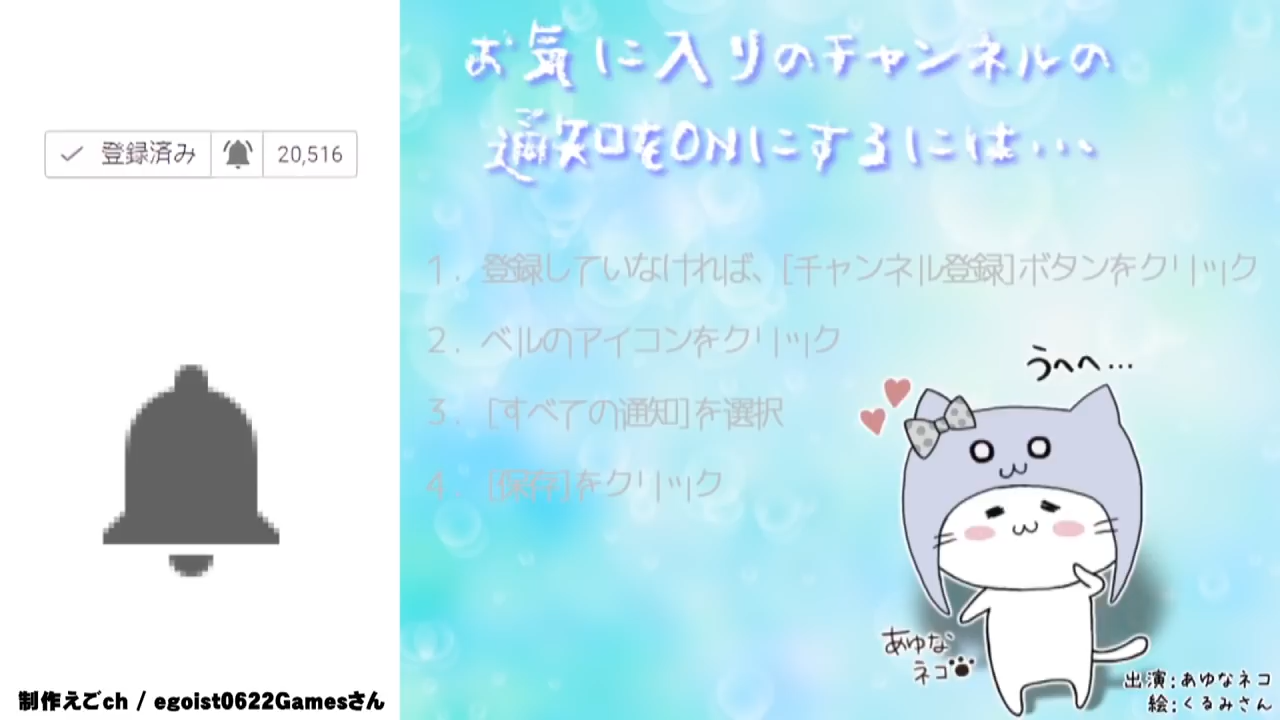 お気に入りのチャンネルの
通知をONにするには…
登録済み 20,516
1. 登録していなければ、[チャンネル登録]ボタンをクリック
2. ベルのアイコンをクリック
3. [すべての通知]を選択
4. [保存]をクリック
うへへ…
あゆな
ネコ
出演:あゆなネコ
絵:くるみさん
制作えごch / egoist0622Gamesさん